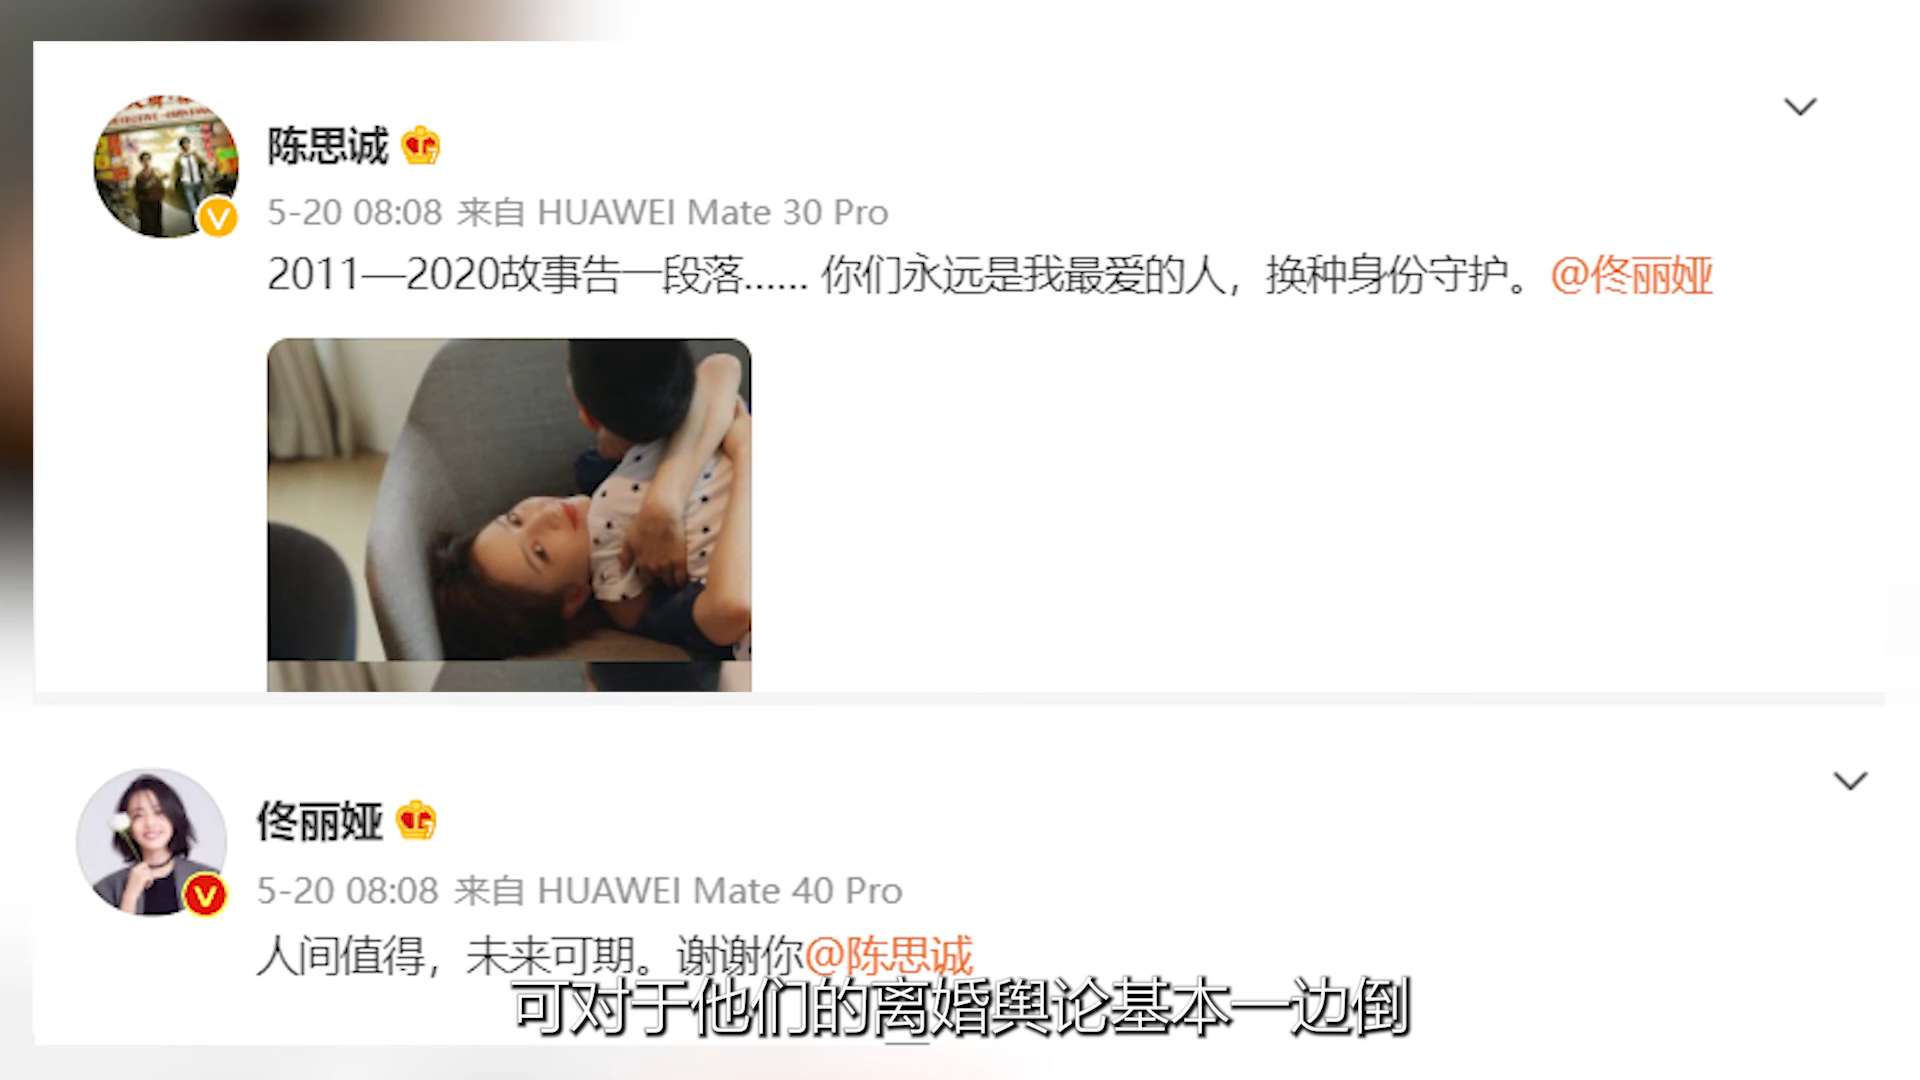 陈思诚
5-20 08:08 来自 HUAWEI Mate 30 Pro
2011—2020故事告一段落...... 你们永远是我最爱的人，换种身份守护。@佟丽娅
佟丽娅
5-20 08:08 来自 HUAWEI Mate 40 Pro
人间值得，未来可期。谢谢你@陈思诚
可对于他们的离婚舆论基本一边倒